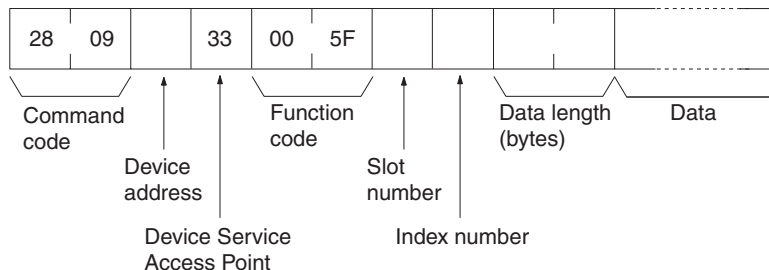 28 09 33 00 5F
Command
code
Function
code
Data length
(bytes)
Data
Device
address
Slot
number
Device Service
Access Point
Index number